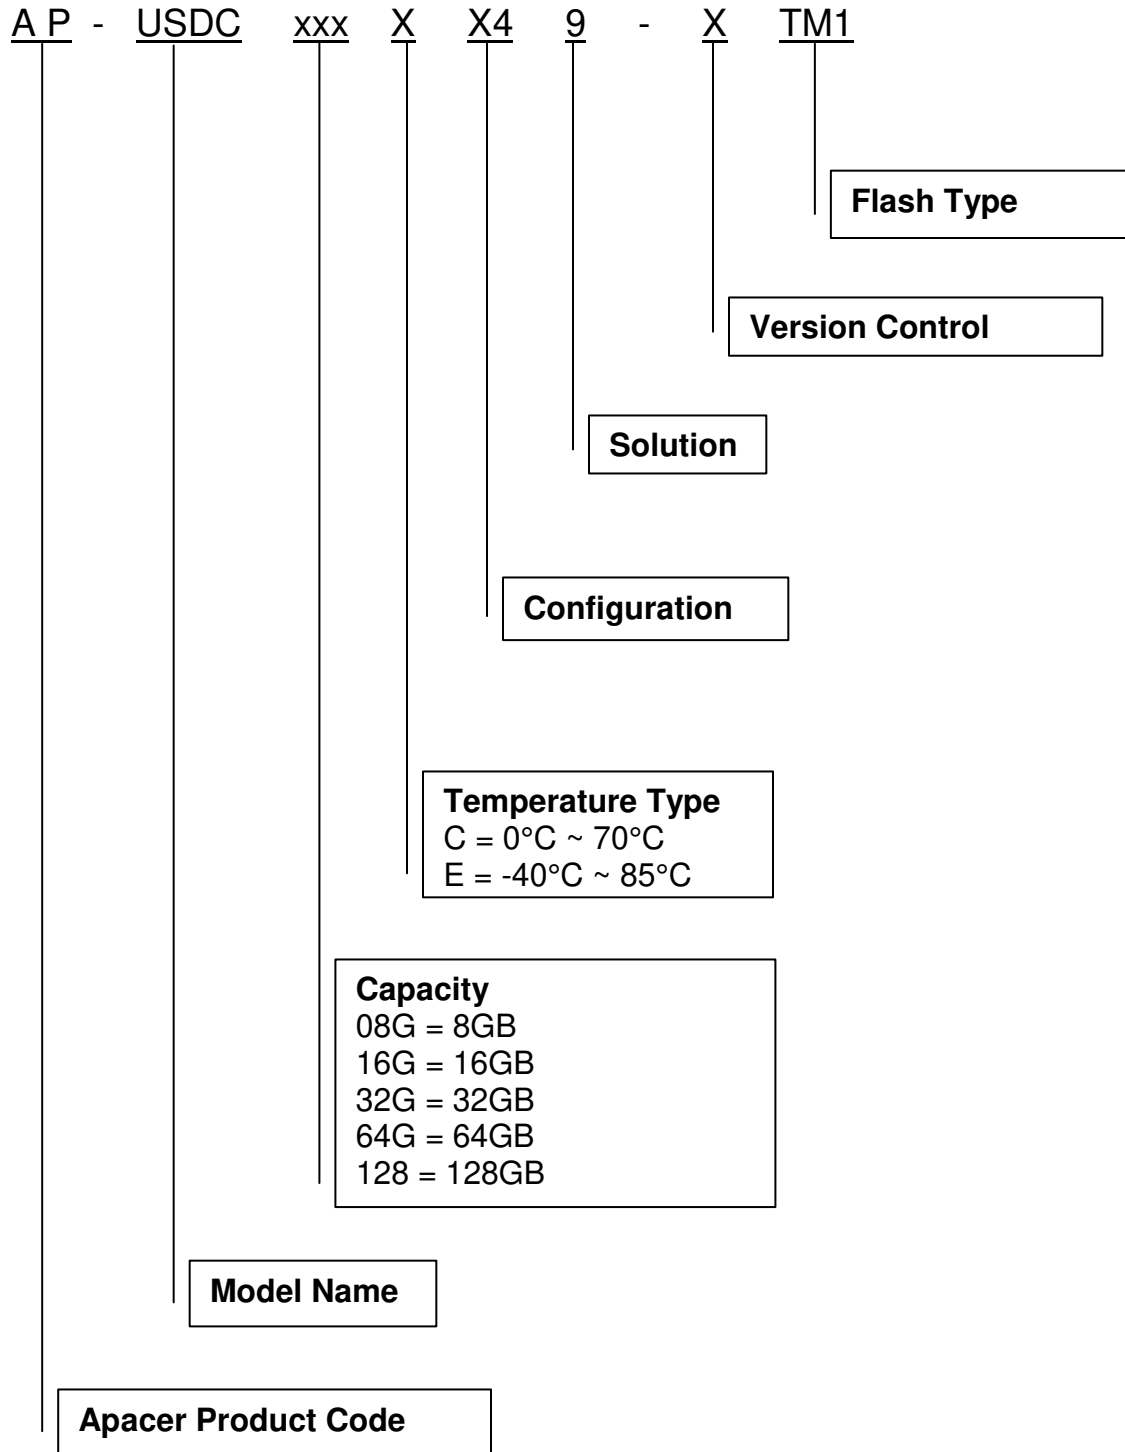 A P - USDC xxx X X4 9 - X TM1
Flash Type
Version Control
Solution
Configuration
Temperature Type
C = 0°C ~ 70°C
E = -40°C ~ 85°C
Capacity
08G = 8GB
16G = 16GB
32G = 32GB
64G = 64GB
128 = 128GB
Model Name
Apacer Product Code